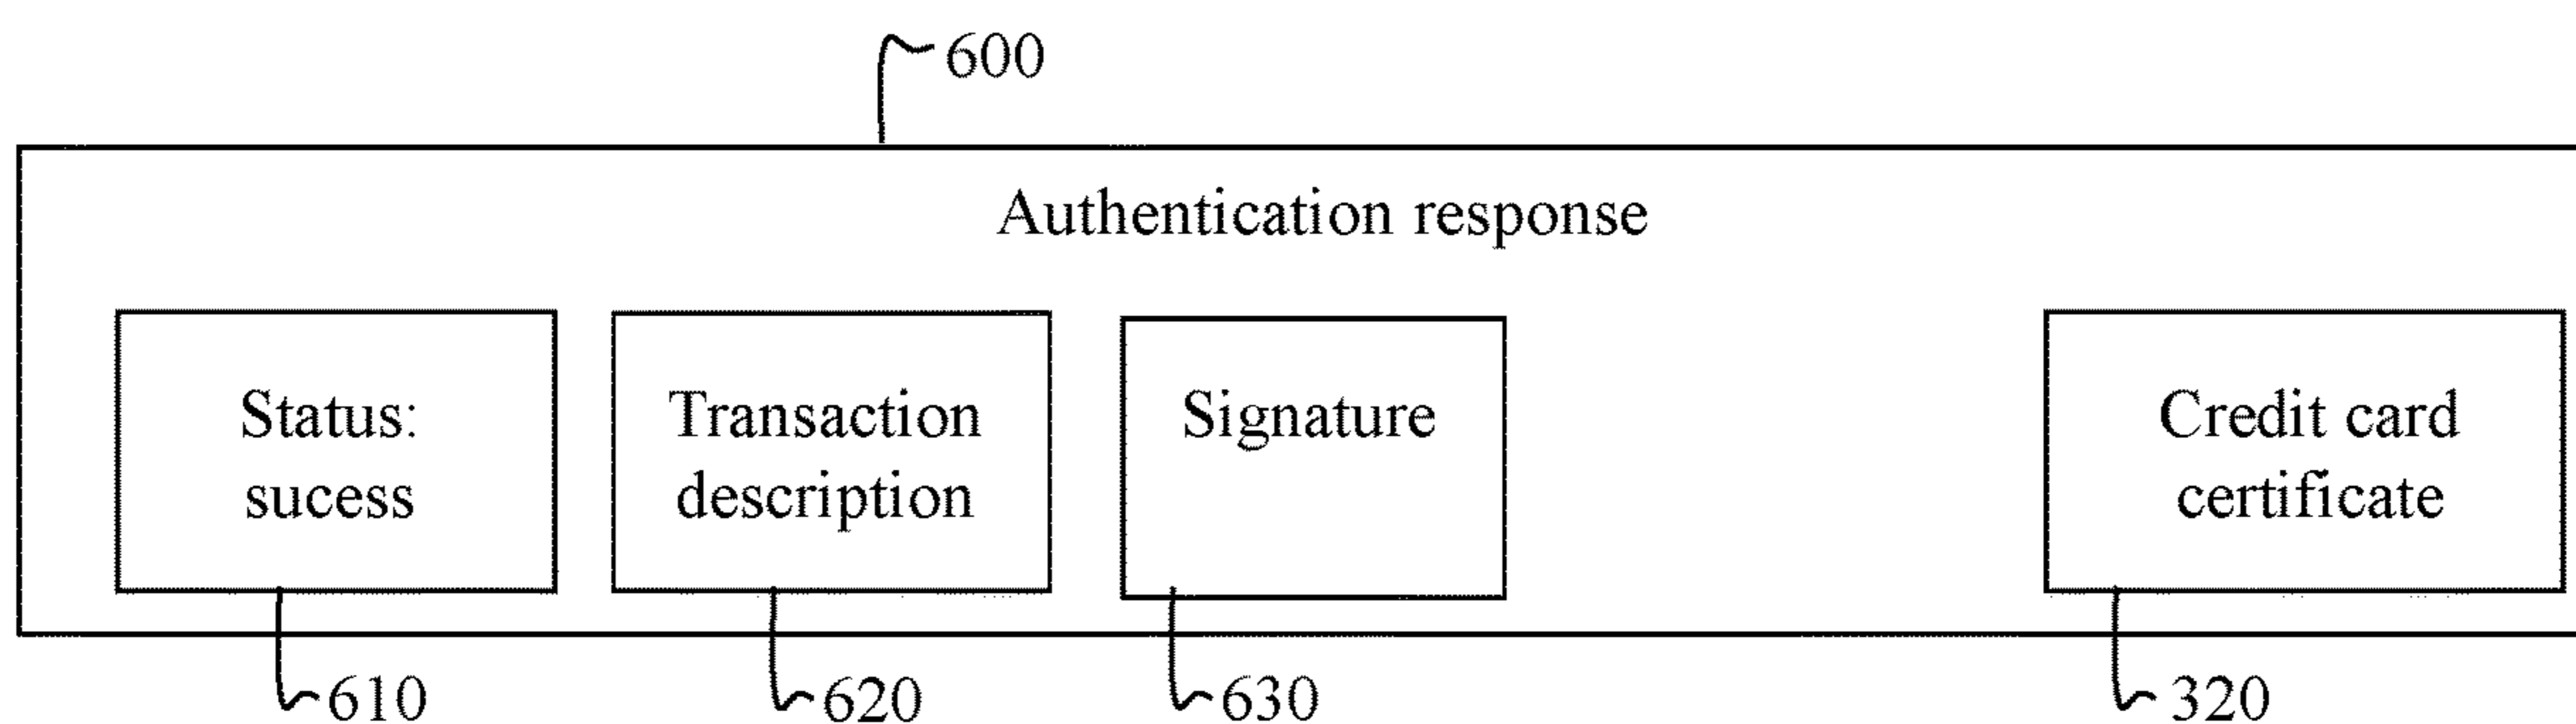 600
Authentication response
Status:
sucess
Transaction
description
Signature
Credit card
certificate
610
620
630
320